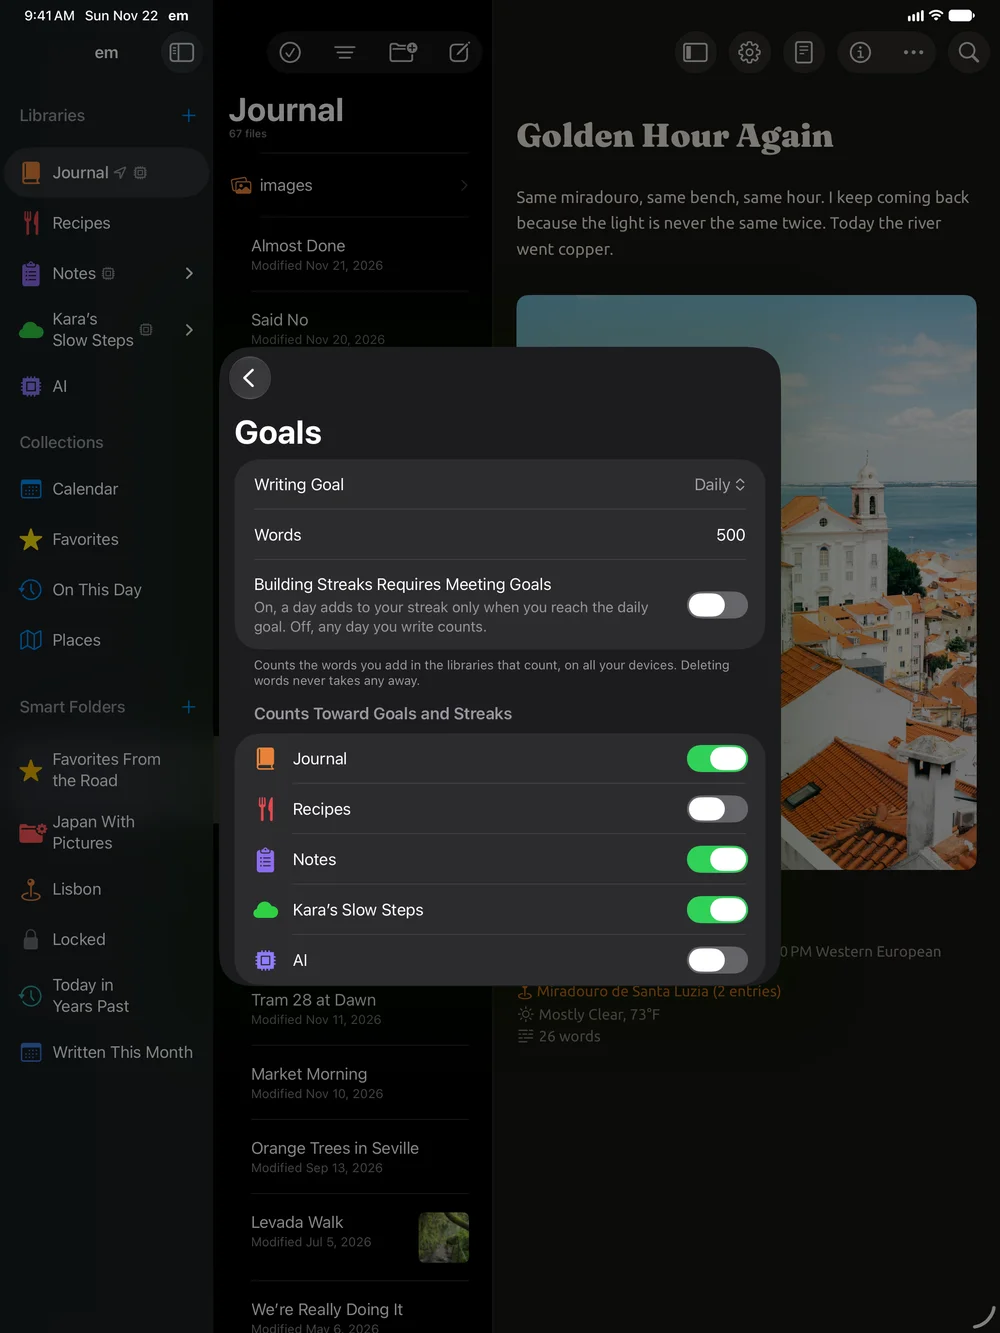 9:41 AM Sun Nov 22 em
em
Libraries
Journal
Recipes
Notes
Kara's
Slow Steps
AI
Collections
Calendar
Favorites
On This Day
Places
Smart Folders
Favorites From
the Road
Japan With
Pictures
Lisbon
Locked
Today in
Years Past
Written This Month
Journal
67 files
images
Almost Done
Modified Nov 21, 2026
Said No
Modified Nov 20, 2026
Goals
Writing Goal
Daily
Words
500
Building Streaks Requires Meeting Goals
On, a day adds to your streak only when you reach the daily
goal. Off, any day you write counts.
Counts the words you add in the libraries that count, on all your devices. Deleting
words never takes any away.
Counts Toward Goals and Streaks
Journal
Recipes
Notes
Kara's Slow Steps
AI
Tram 28 at Dawn
Modified Nov 11, 2026
Market Morning
Modified Nov 10, 2026
Orange Trees in Seville
Modified Sep 13, 2026
Levada Walk
Modified Jul 5, 2026
We're Really Doing It
Modified May 6, 2026
Golden Hour Again
Same miradouro, same bench, same hour. I keep coming back
because the light is never the same twice. Today the river
went copper.
PM Western European
Miradouro de Santa Luzia (2 entries)
Mostly Clear, 73°F
26 words